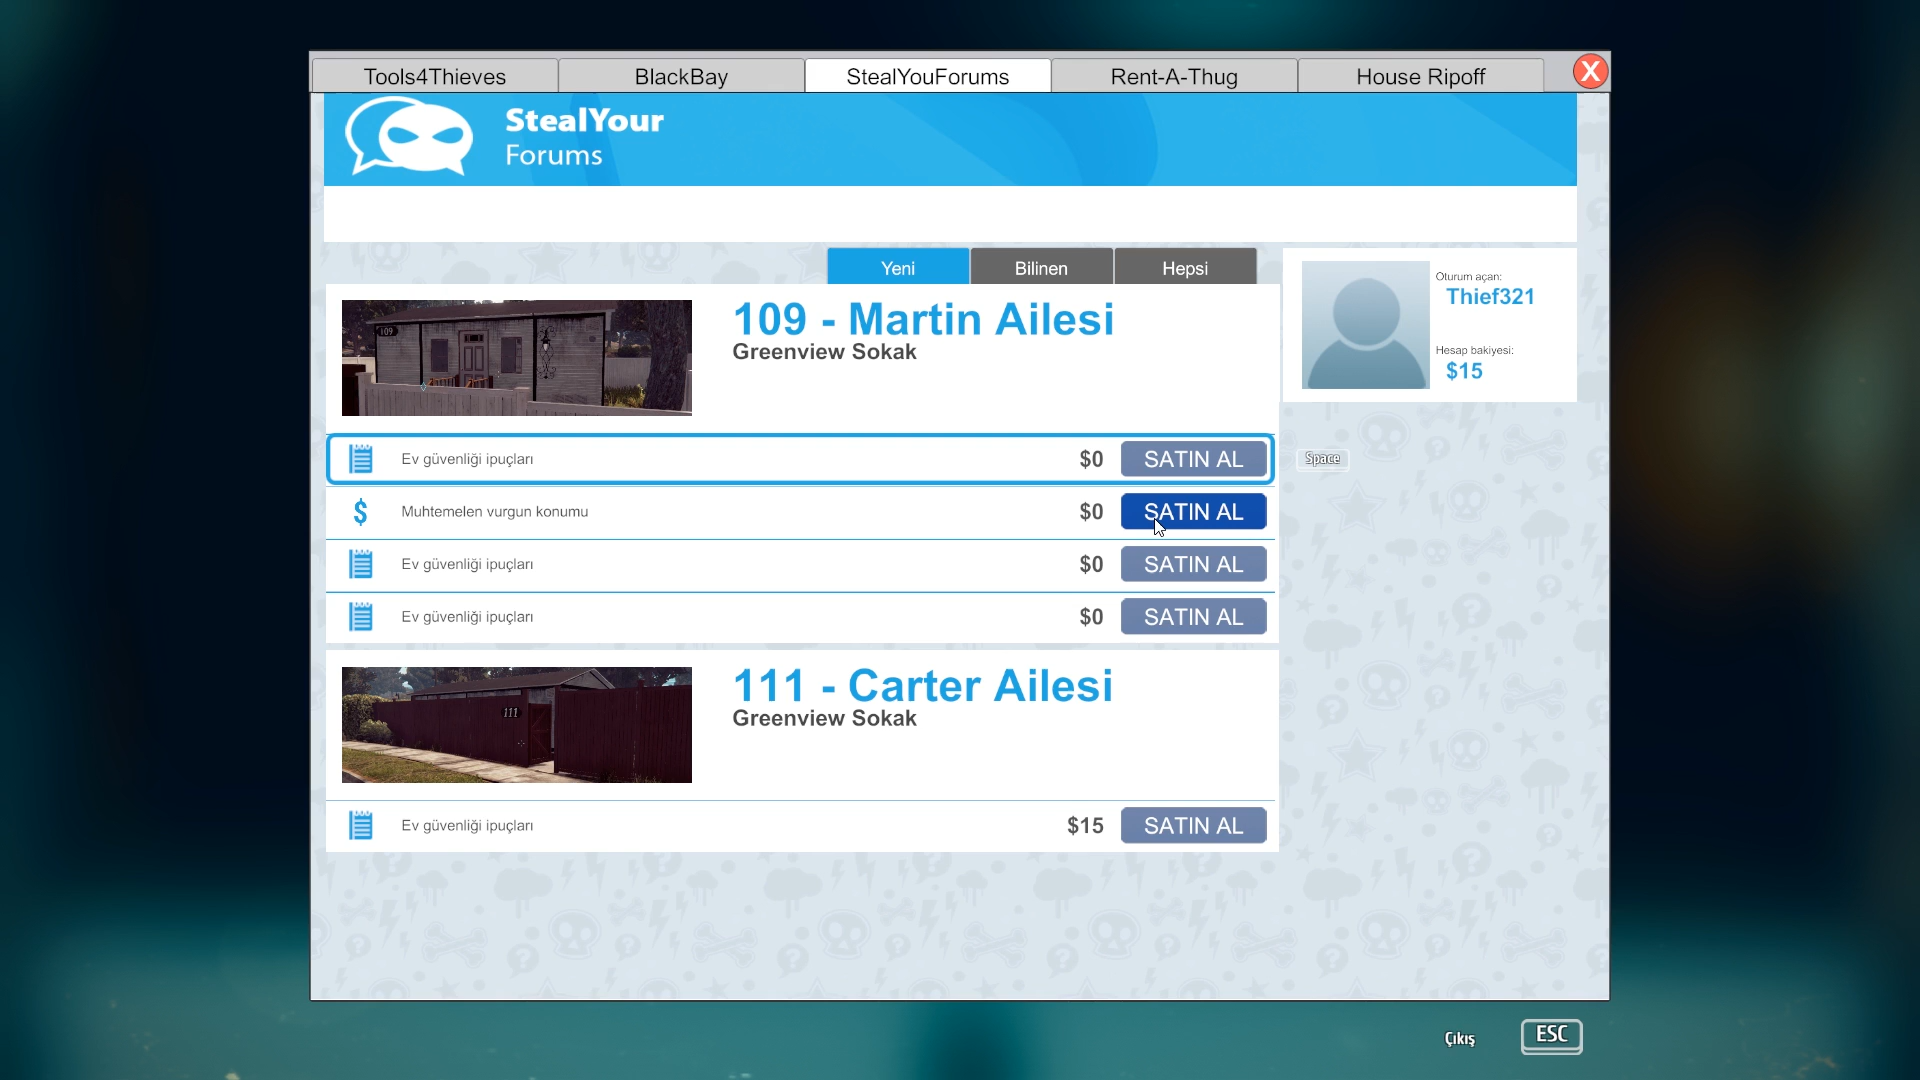 Tools4Thieves
BlackBay
StealYouForums
Rent-A-Thug
House Ripoff
X
StealYour
Forums
Yeni
Bilinen
Hepsi
Oturum açan:
Thief321
Hesap bakiyesi:
$15
109
109 - Martin Ailesi
Greenview Sokak
Ev güvenliği ipuçları $0 SATIN AL
Space
$ Muhtemelen vurgun konumu $0 SATIN AL
Ev güvenliği ipuçları $0 SATIN AL
Ev güvenliği ipuçları $0 SATIN AL
111
111 - Carter Ailesi
Greenview Sokak
Ev güvenliği ipuçları $15 SATIN AL
Çıkış
ESC